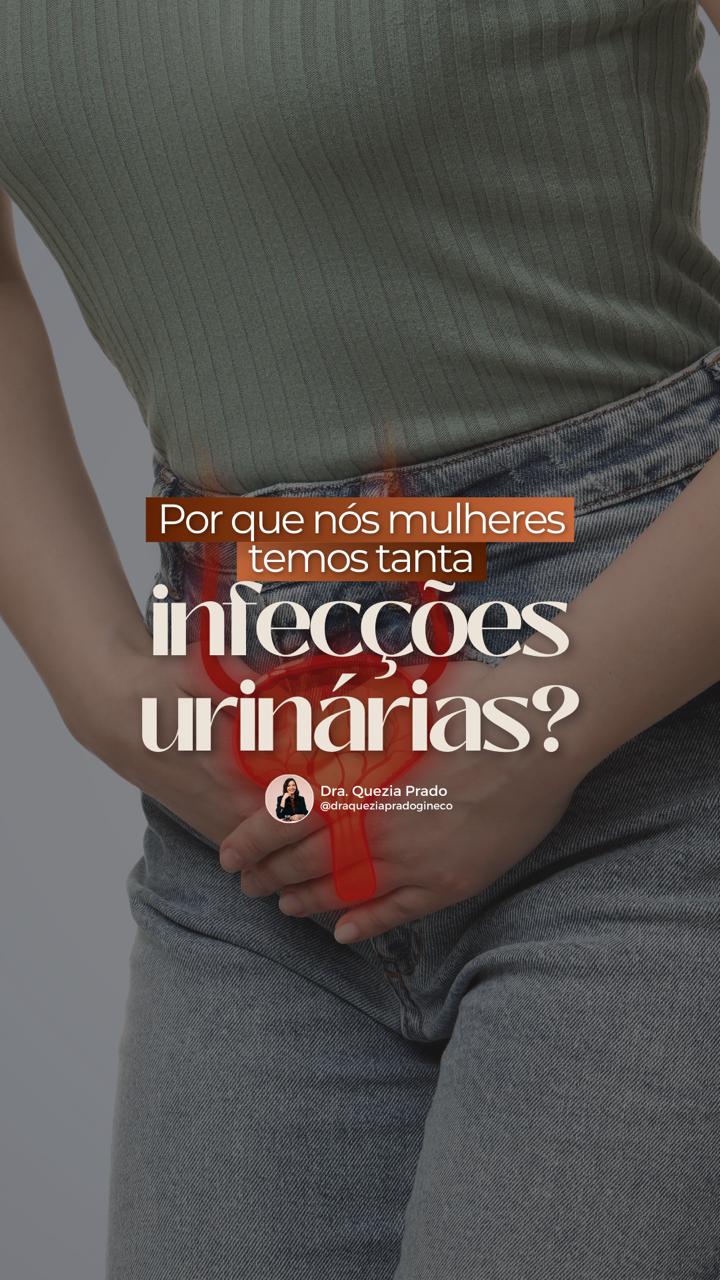 Por que nós mulheres
temos tanta
infecções
urinárias?
Dra. Quezia Prado
@draqueziapradogineco